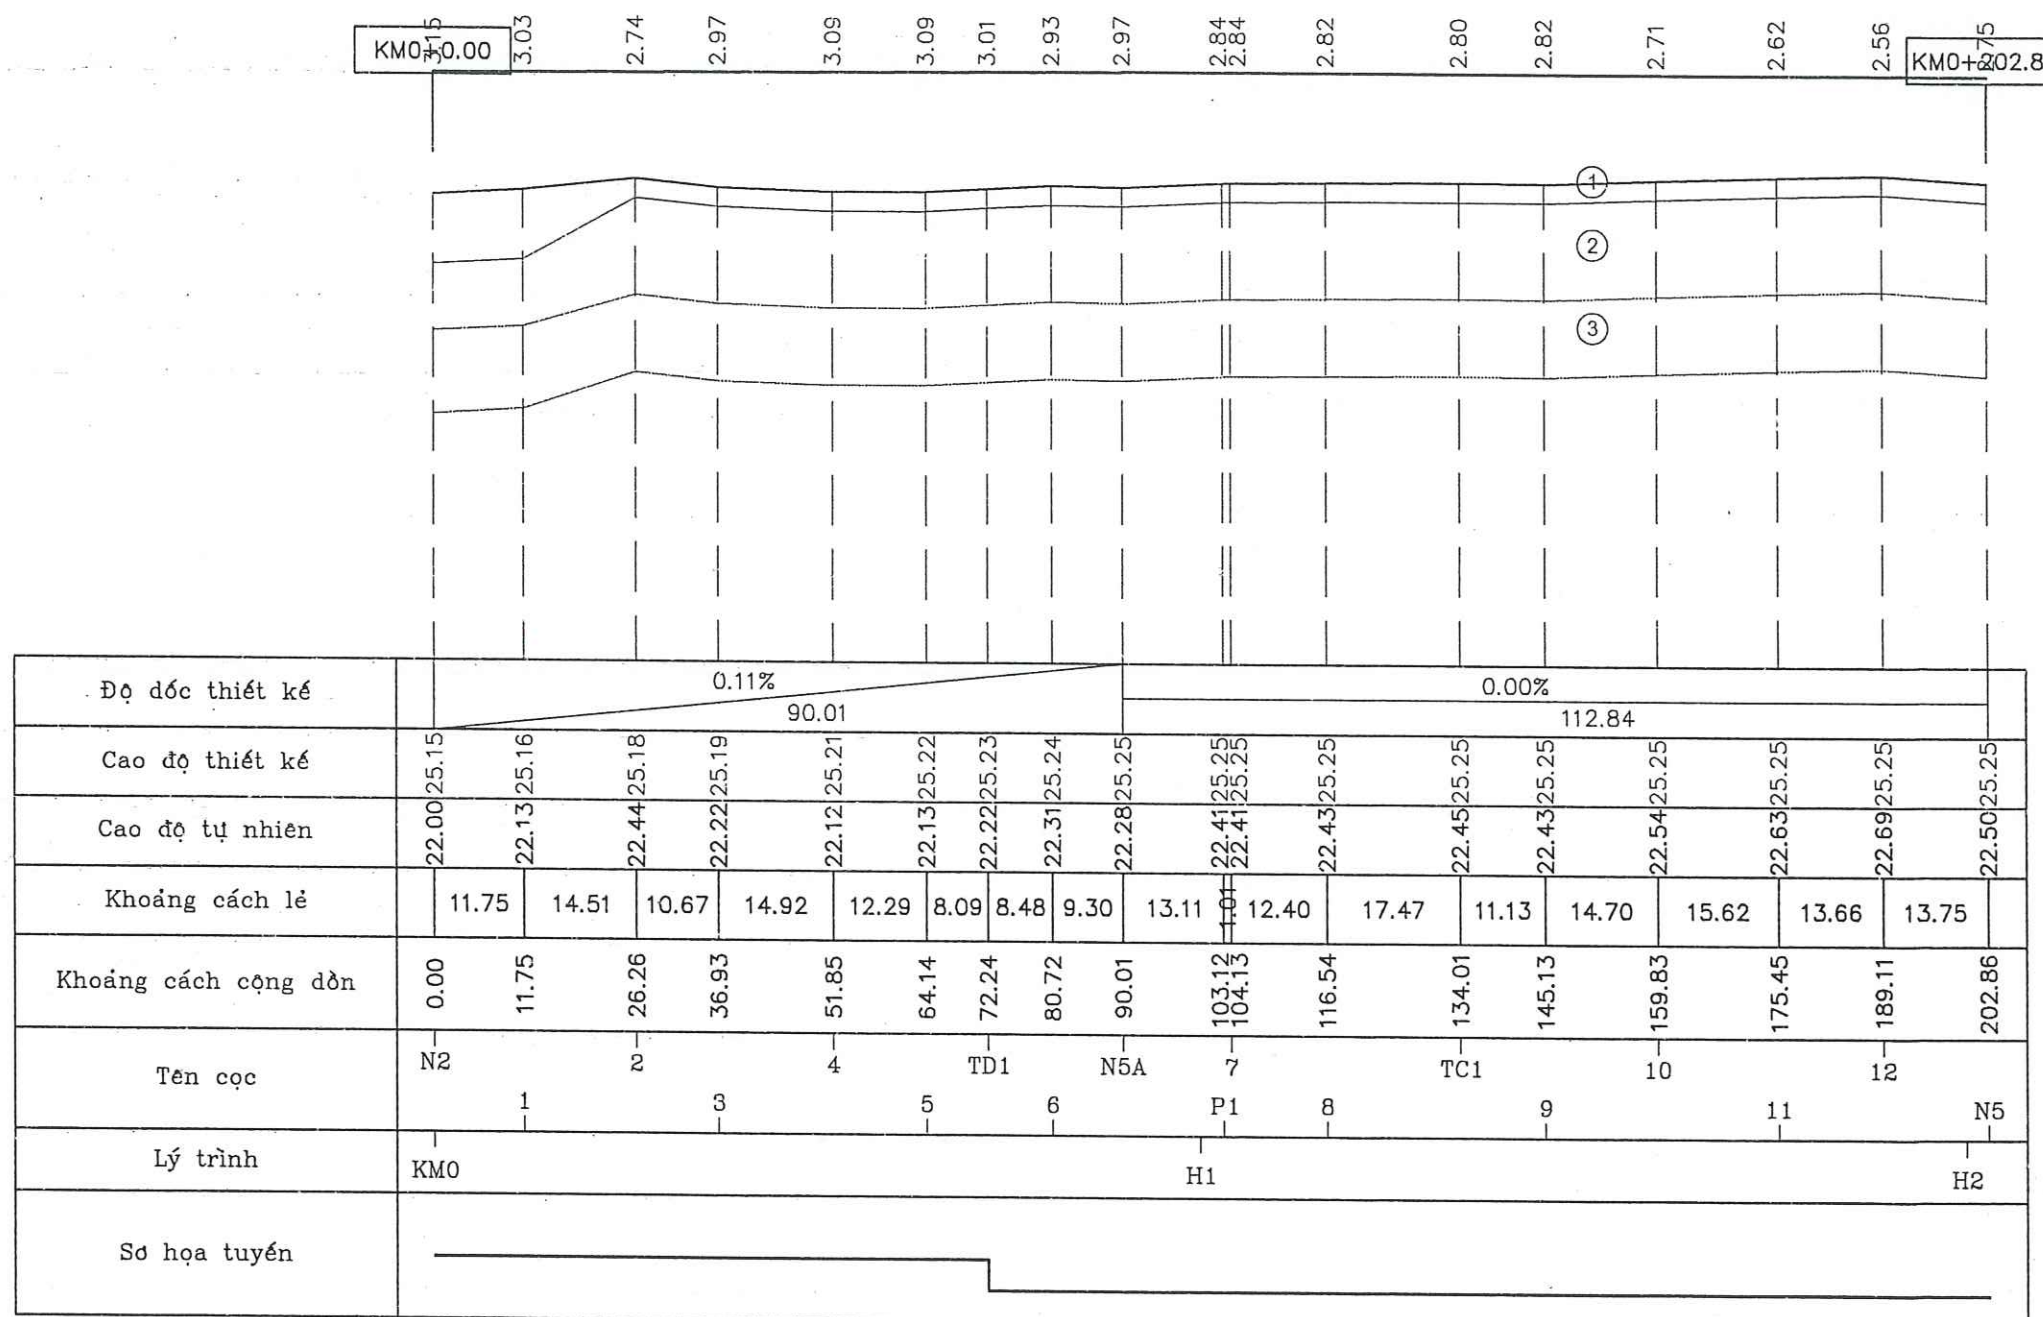 KM0+0.00
3.15 3.03 2.74 2.97 3.09 3.09 3.01 2.93 2.97 2.84 2.84 2.82 2.80 2.82 2.71 2.62 2.56 2.75
KM0+202.8
1
2
3
Độ dốc thiết kế 0.11% 90.01 0.00% 112.84
Cao độ thiết kế 25.15 25.16 25.18 25.19 25.21 25.22 25.23 25.24 25.25 25.25 25.25 25.25 25.25 25.25 25.25 25.25 25.25 25.25
Cao độ tự nhiên 22.00 22.13 22.44 22.22 22.12 22.13 22.22 22.31 22.28 22.41 22.41 22.43 22.45 22.43 22.54 22.63 22.69 22.50
Khoảng cách lẻ 11.75 14.51 10.67 14.92 12.29 8.09 8.48 9.30 13.11 1.01 12.40 17.47 11.13 14.70 15.62 13.66 13.75
Khoảng cách cộng dồn 0.00 11.75 26.26 36.93 51.85 64.14 72.24 80.72 90.01 103.12 104.13 116.54 134.01 145.13 159.83 175.45 189.11 202.86
Tên cọc N2 2 4 TD1 N5A 7 TC1 10 12
1 3 5 6 P1 8 9 11 N5
Lý trình KM0 H1 H2
Sơ họa tuyến